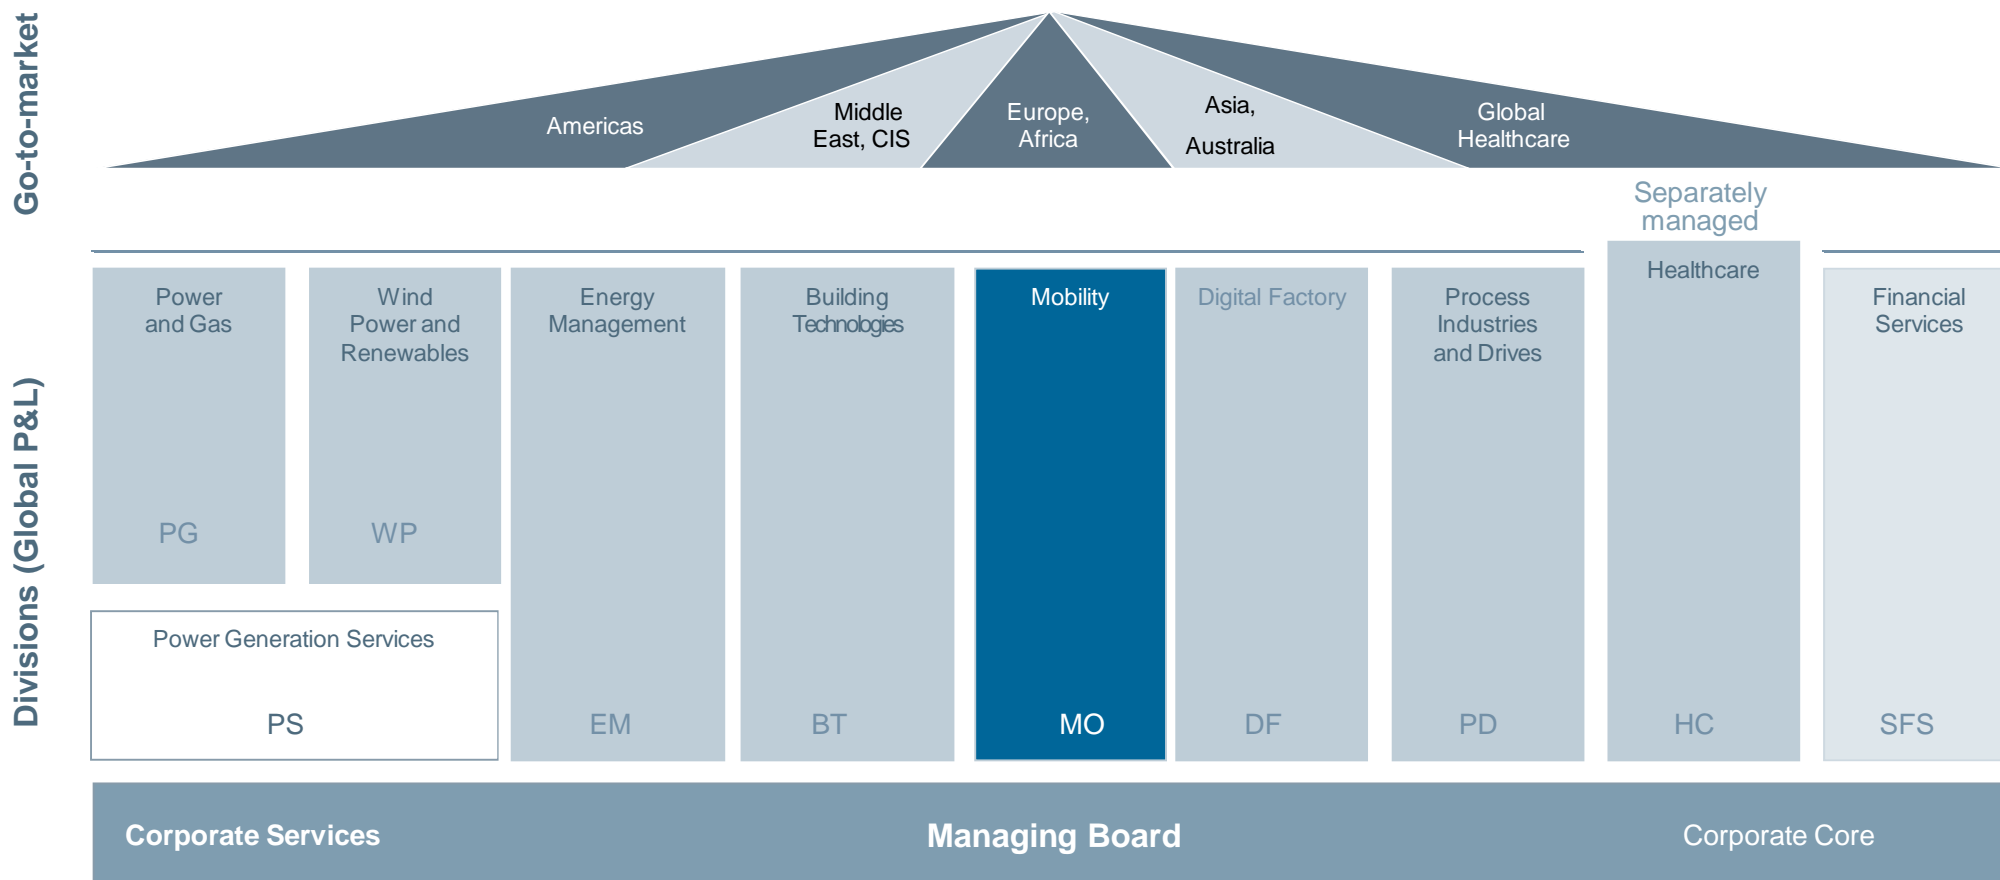 Go-to-market
Americas
Middle
East, CIS
Europe,
Africa
Asia,
Australia
Global
Healthcare
Separately
managed
Divisions (Global P&L)
Power
and Gas
PG
Wind
Power and
Renewables
WP
Power Generation Services
PS
Energy
Management
EM
Building
Technologies
BT
Mobility
MO
Digital Factory
DF
Process
Industries
and Drives
PD
Healthcare
HC
Financial
Services
SFS
Corporate Services
Managing Board
Corporate Core